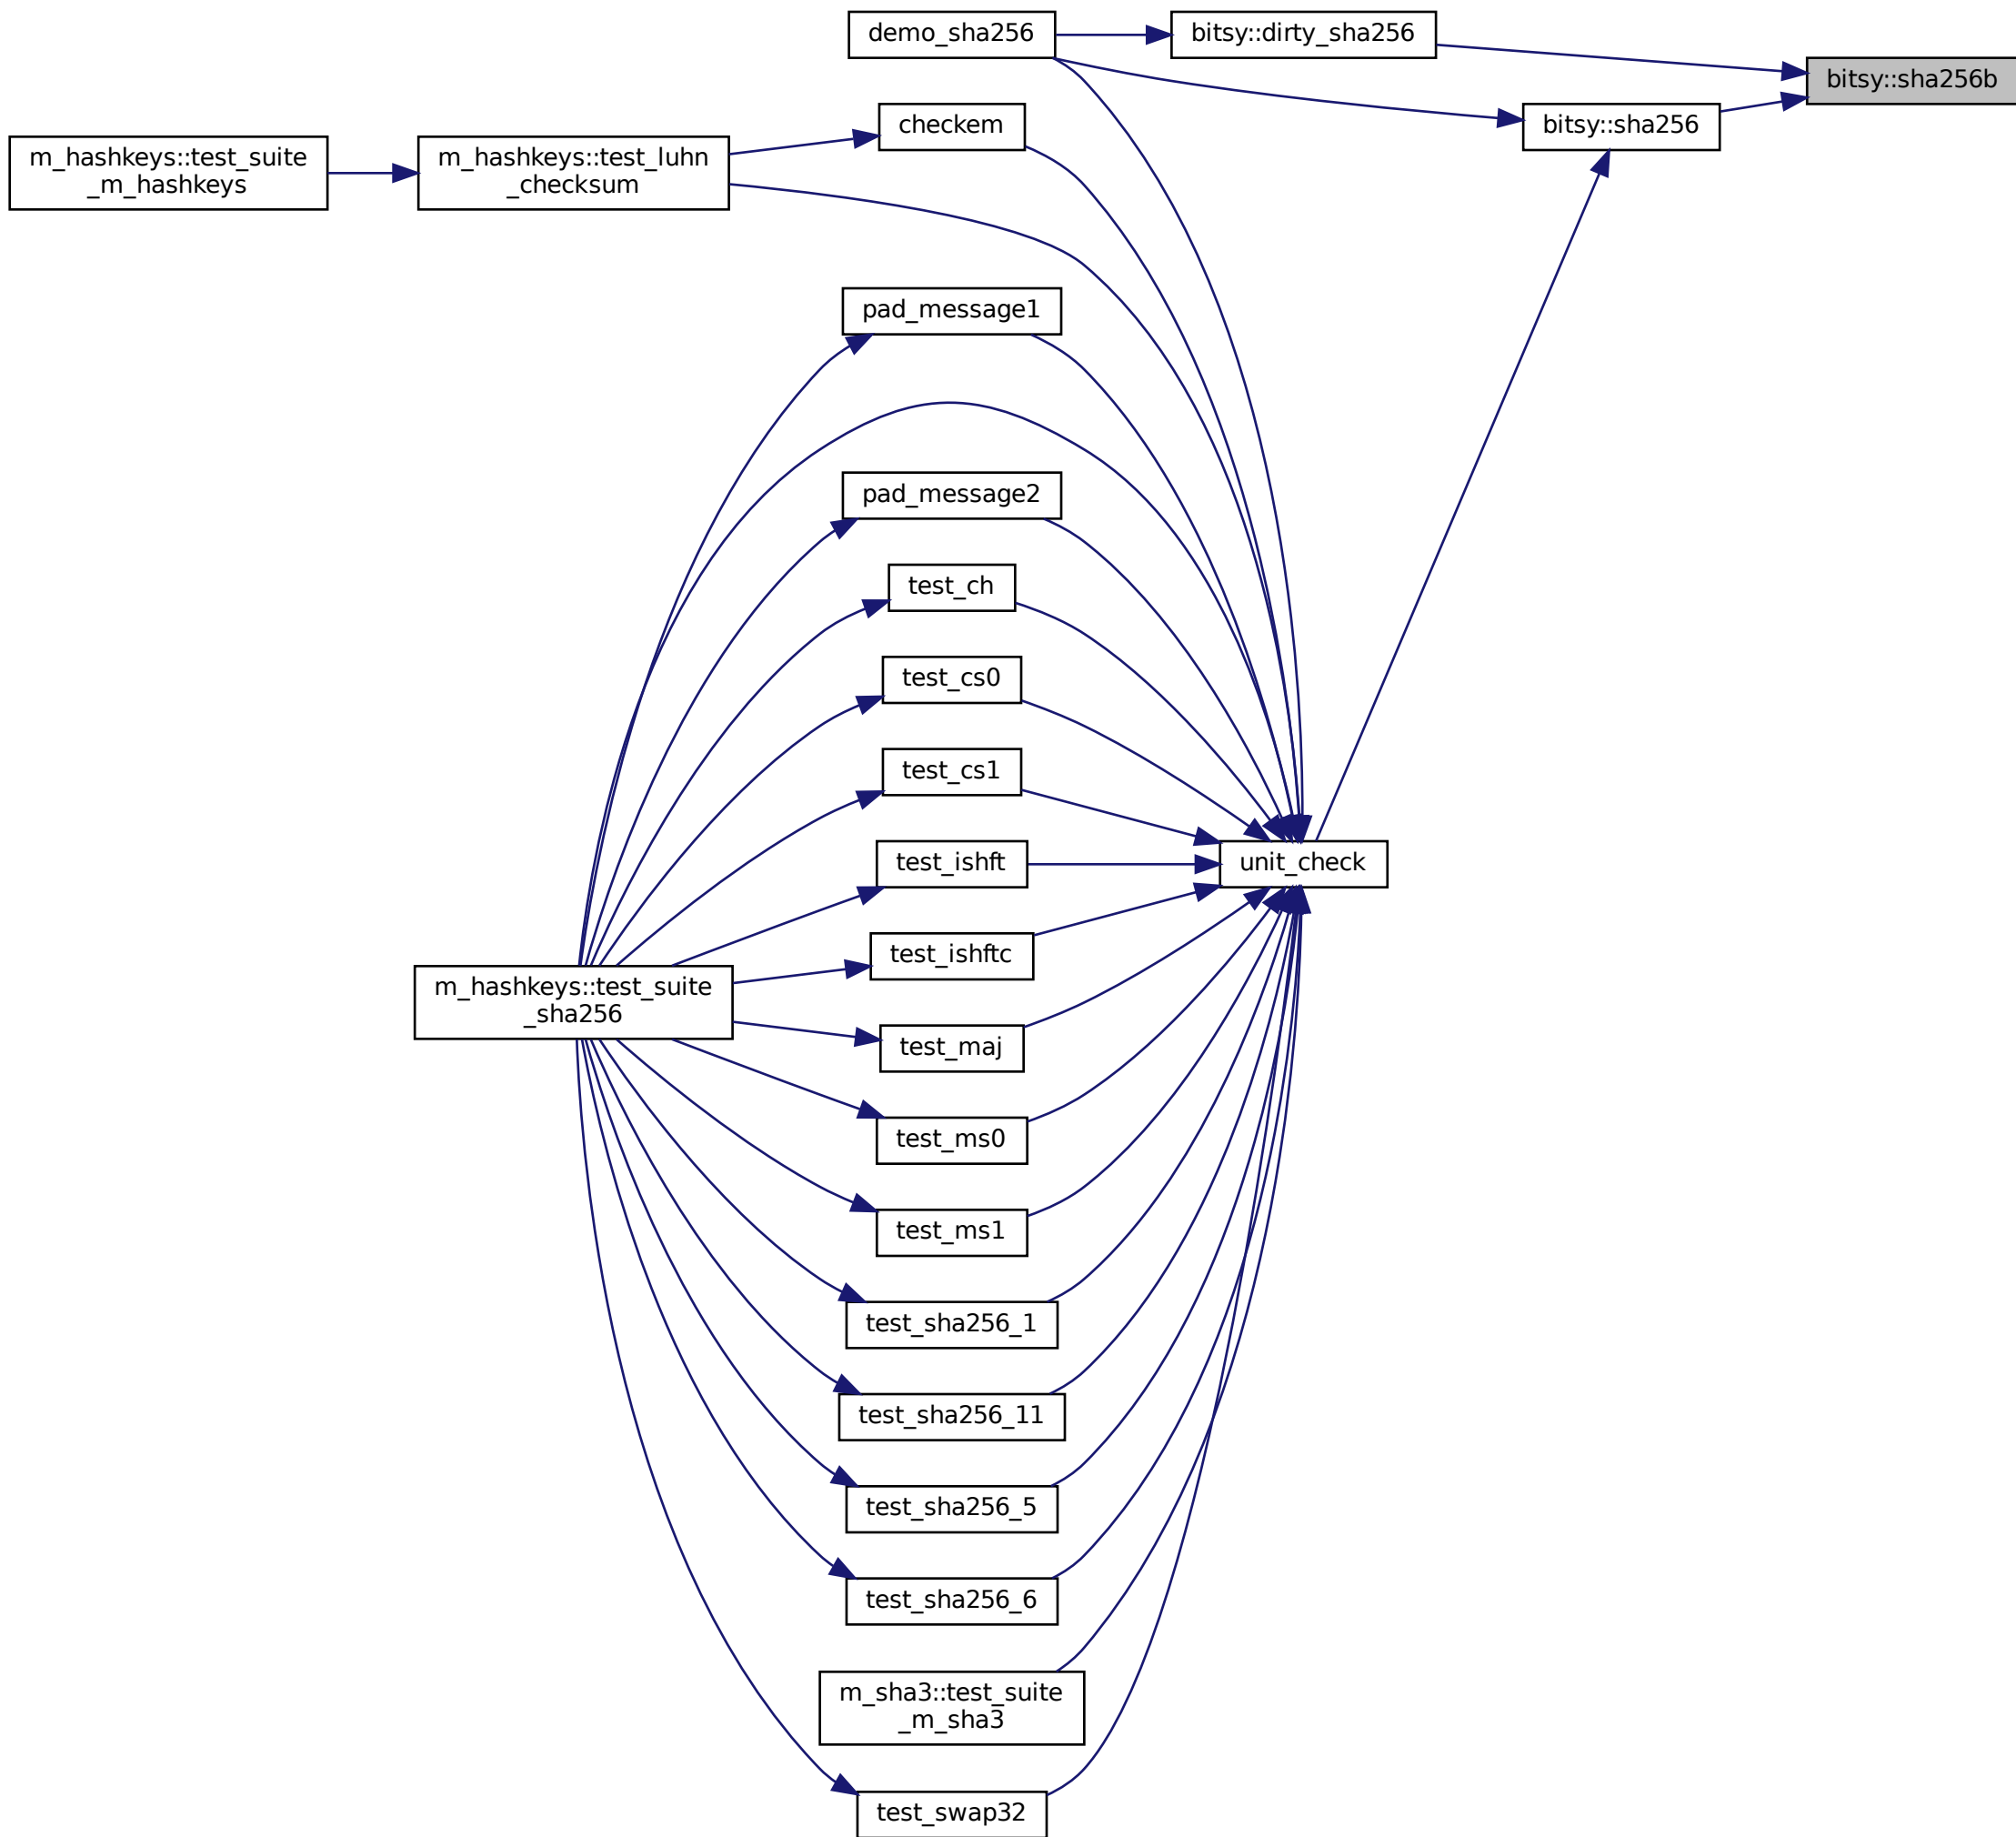 demo_sha256
bitsy::dirty_sha256
bitsy::sha256b
checkem
bitsy::sha256
m_hashkeys::test_suite
_m_hashkeys
m_hashkeys::test_luhn
_checksum
pad_message1
pad_message2
test_ch
test_cs0
test_cs1
test_ishft
unit_check
test_ishftc
m_hashkeys::test_suite
_sha256
test_maj
test_ms0
test_ms1
test_sha256_1
test_sha256_11
test_sha256_5
test_sha256_6
m_sha3::test_suite
_m_sha3
test_swap32